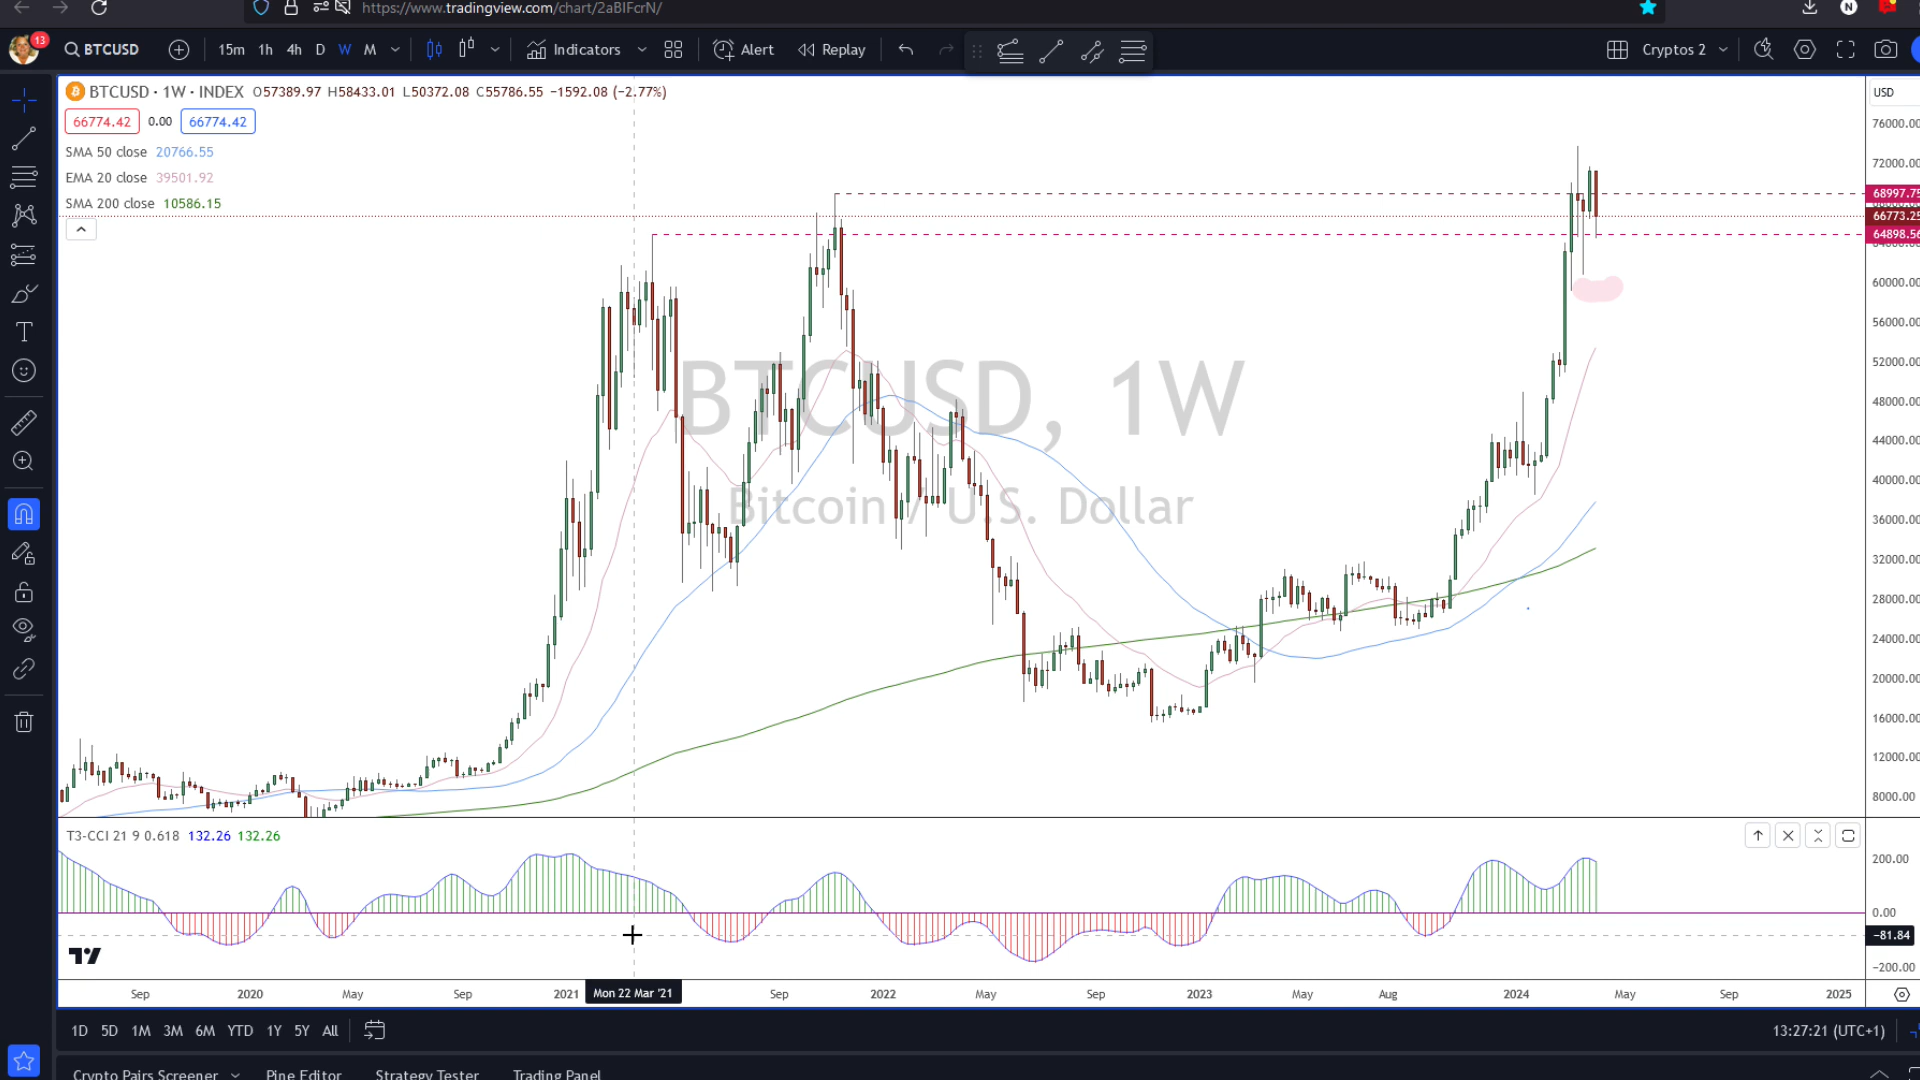 https://www.tradingview.com/chart/2aBIFcrN/
13 BTCUSD 15m 1h 4h D W M Indicators Alert Replay Cryptos 2
BTCUSD · 1W · INDEX O57389.97 H58433.01 L50372.08 C55786.55 −1592.08 (−2.77%)
USD
66774.42 0.00 66774.42
76000.00
SMA 50 close 20766.55
72000.00
EMA 20 close 39501.92
68997.75
SMA 200 close 10586.15
66773.25
64898.56
60000.00
56000.00
52000.00
BTCUSD, 1W
48000.00
44000.00
40000.00
Bitcoin / U.S. Dollar
36000.00
32000.00
28000.00
24000.00
20000.00
16000.00
12000.00
8000.00
T3-CCI 21 9 0.618 132.26 132.26
200.00
0.00
−81.84
−200.00
Sep 2020 May Sep 2021 Mon 22 Mar '21 Sep 2022 May Sep 2023 May Aug 2024 May Sep 2025
1D 5D 1M 3M 6M YTD 1Y 5Y All 13:27:21 (UTC+1)
Crypto Pairs Screener Pine Editor Strategy Tester Trading Panel